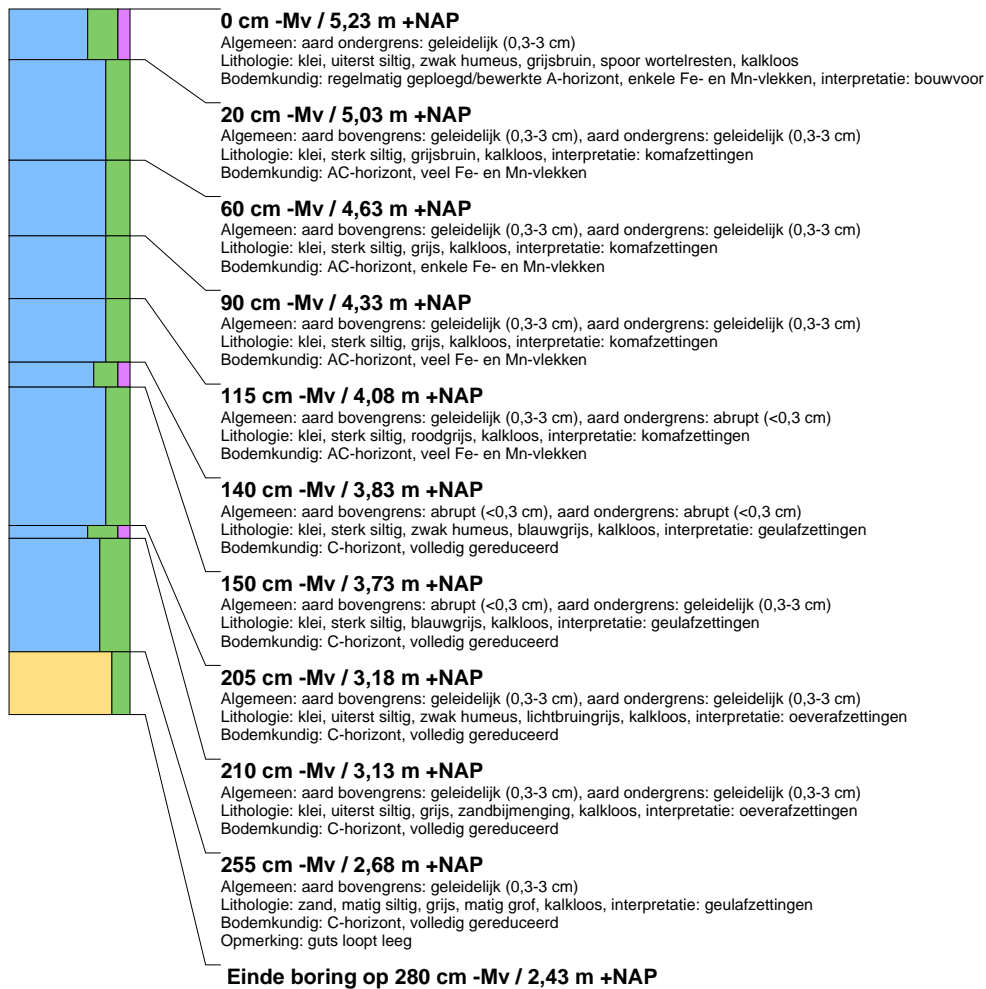 0 cm -Mv / 5,23 m +NAP
Algemeen: aard ondergrens: geleidelijk (0,3-3 cm)
Lithologie: klei, uiterst siltig, zwak humeus, grijsbruin, spoor wortelresten, kalkloos
Bodemkundig: regelmatig geploegd/bewerkte A-horizont, enkele Fe- en Mn-vlekken, interpretatie: bouwvoor
20 cm -Mv / 5,03 m +NAP
Algemeen: aard bovengrens: geleidelijk (0,3-3 cm), aard ondergrens: geleidelijk (0,3-3 cm)
Lithologie: klei, sterk siltig, grijsbruin, kalkloos, interpretatie: komafzettingen
Bodemkundig: AC-horizont, veel Fe- en Mn-vlekken
60 cm -Mv / 4,63 m +NAP
Algemeen: aard bovengrens: geleidelijk (0,3-3 cm), aard ondergrens: geleidelijk (0,3-3 cm)
Lithologie: klei, sterk siltig, grijs, kalkloos, interpretatie: komafzettingen
Bodemkundig: AC-horizont, enkele Fe- en Mn-vlekken
90 cm -Mv / 4,33 m +NAP
Algemeen: aard bovengrens: geleidelijk (0,3-3 cm), aard ondergrens: geleidelijk (0,3-3 cm)
Lithologie: klei, sterk siltig, grijs, kalkloos, interpretatie: komafzettingen
Bodemkundig: AC-horizont, veel Fe- en Mn-vlekken
115 cm -Mv / 4,08 m +NAP
Algemeen: aard bovengrens: geleidelijk (0,3-3 cm), aard ondergrens: abrupt (<0,3 cm)
Lithologie: klei, sterk siltig, roodgrijs, kalkloos, interpretatie: komafzettingen
Bodemkundig: AC-horizont, veel Fe- en Mn-vlekken
140 cm -Mv / 3,83 m +NAP
Algemeen: aard bovengrens: abrupt (<0,3 cm), aard ondergrens: abrupt (<0,3 cm)
Lithologie: klei, sterk siltig, zwak humeus, blauwgrijs, kalkloos, interpretatie: geulafzettingen
Bodemkundig: C-horizont, volledig gereduceerd
150 cm -Mv / 3,73 m +NAP
Algemeen: aard bovengrens: abrupt (<0,3 cm), aard ondergrens: geleidelijk (0,3-3 cm)
Lithologie: klei, sterk siltig, blauwgrijs, kalkloos, interpretatie: geulafzettingen
Bodemkundig: C-horizont, volledig gereduceerd
205 cm -Mv / 3,18 m +NAP
Algemeen: aard bovengrens: geleidelijk (0,3-3 cm), aard ondergrens: geleidelijk (0,3-3 cm)
Lithologie: klei, uiterst siltig, zwak humeus, lichtbruingrijs, kalkloos, interpretatie: oeverafzettingen
Bodemkundig: C-horizont, volledig gereduceerd
210 cm -Mv / 3,13 m +NAP
Algemeen: aard bovengrens: geleidelijk (0,3-3 cm), aard ondergrens: geleidelijk (0,3-3 cm)
Lithologie: klei, uiterst siltig, grijs, zandbijmenging, kalkloos, interpretatie: oeverafzettingen
Bodemkundig: C-horizont, volledig gereduceerd
255 cm -Mv / 2,68 m +NAP
Algemeen: aard bovengrens: geleidelijk (0,3-3 cm)
Lithologie: zand, matig siltig, grijs, matig grof, kalkloos, interpretatie: geulafzettingen
Bodemkundig: C-horizont, volledig gereduceerd
Opmerking: guts loopt leeg
Einde boring op 280 cm -Mv / 2,43 m +NAP